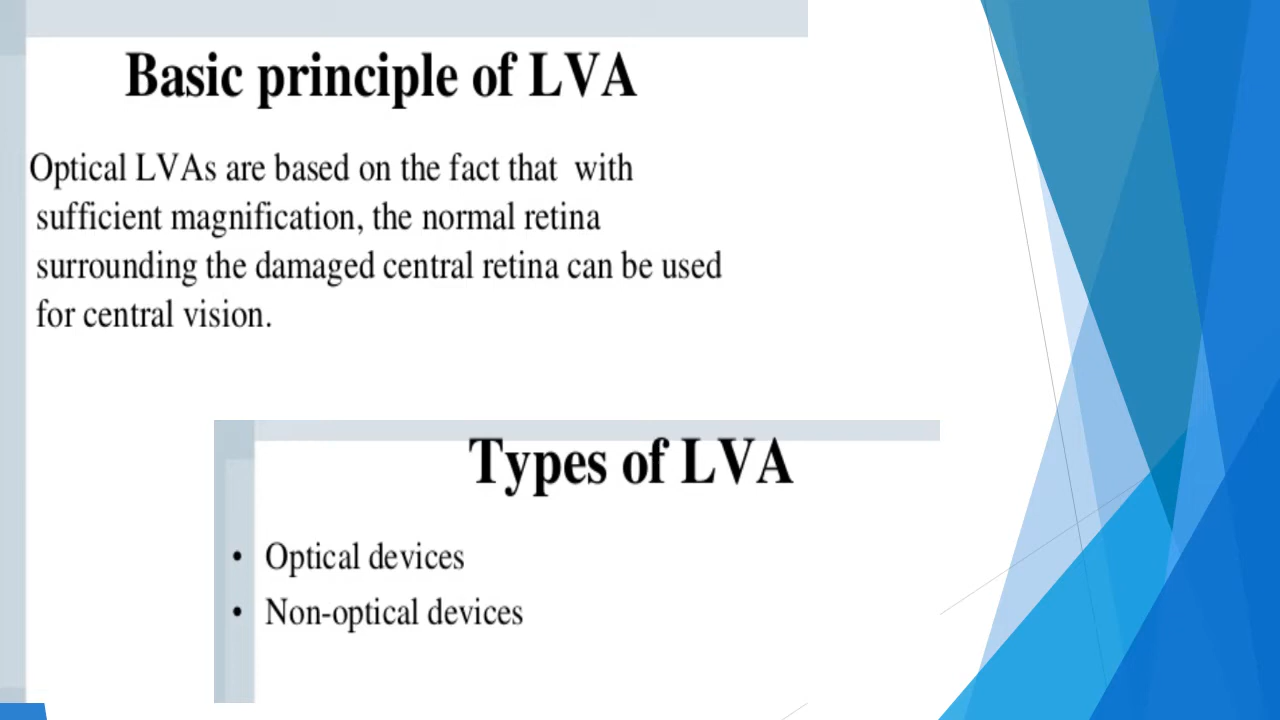 Basic principle of LVA
Optical LVAs are based on the fact that  with
sufficient magnification, the normal retina
surrounding the damaged central retina can be used
for central vision.
Types of LVA
• Optical devices
• Non-optical devices